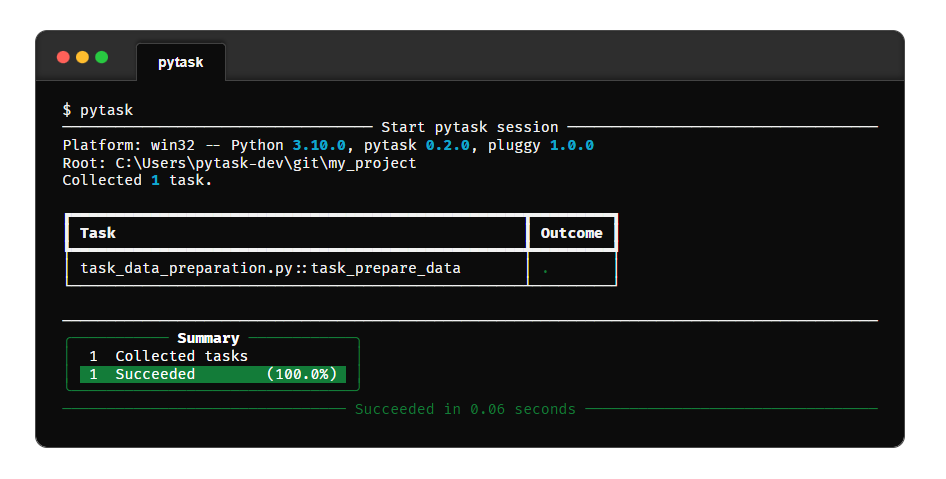 pytask
$ pytask
Start pytask session
Platform: win32 -- Python 3.10.0, pytask 0.2.0, pluggy 1.0.0
Root: C:\Users\pytask-dev\git\my_project
Collected 1 task.
Task Outcome
task_data_preparation.py::task_prepare_data .
Summary
1 Collected tasks
1 Succeeded (100.0%)
Succeeded in 0.06 seconds